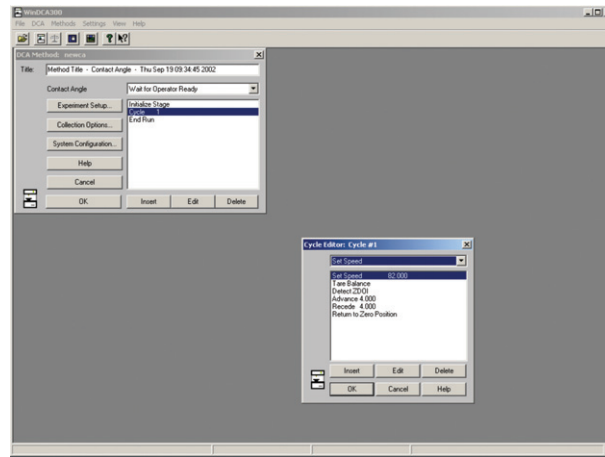 WinDCA300
File DCA Methods Settings View Help
DCA Method: newca
Title: Method Title - Contact Angle - Thu Sep 19 09:34:45 2002
Contact Angle Wait for Operator Ready
Experiment Setup...
Collection Options...
System Configuration...
Help
Cancel
OK
Initialize Stage
Cycle 1
End Run
Insert Edit Delete
Cycle Editor: Cycle #1
Set Speed
Set Speed 82.000
Tare Balance
Detect ZDOI
Advance 4.000
Recede 4.000
Return to Zero Position
Insert Edit Delete
OK Cancel Help